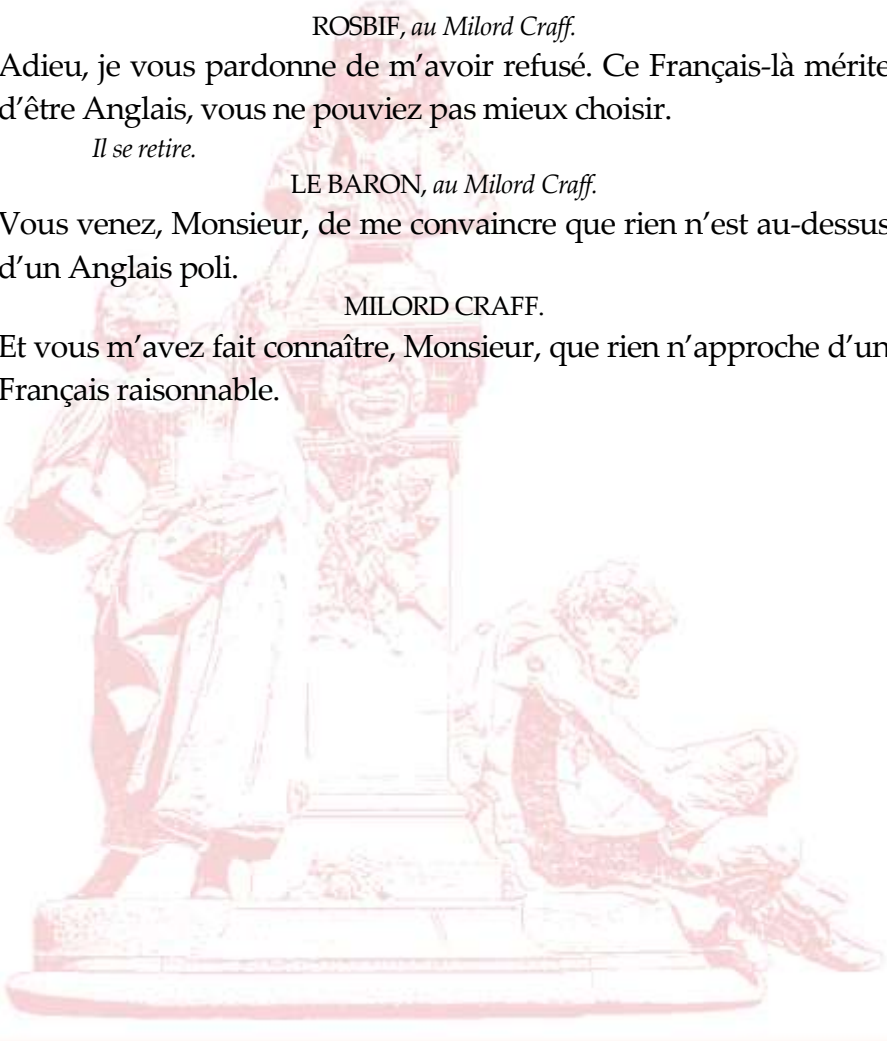 ROSBIF, au Milord Craff.
Adieu, je vous pardonne de m’avoir refusé. Ce Français-là mérite
d’être Anglais, vous ne pouviez pas mieux choisir.
Il se retire.
LE BARON, au Milord Craff.
Vous venez, Monsieur, de me convaincre que rien n’est au-dessus
d’un Anglais poli.
MILORD CRAFF.
Et vous m’avez fait connaître, Monsieur, que rien n’approche d’un
Français raisonnable.